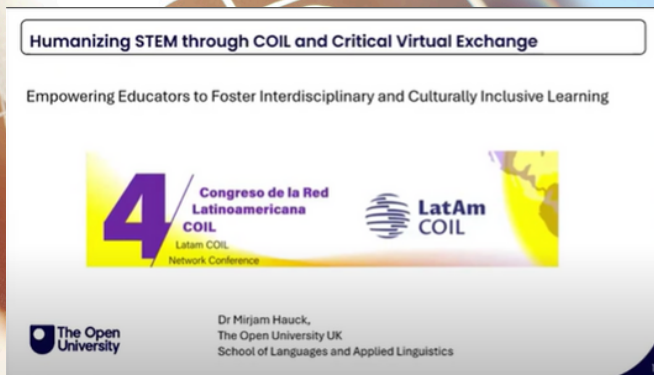 Humanizing STEM through COIL and Critical Virtual Exchange
Empowering Educators to Foster Interdisciplinary and Culturally Inclusive Learning
4
Congreso de la Red
Latinoamericana
COIL
Latam COIL
Network Conference
LatAm
COIL
The Open
University
Dr Mirjam Hauck,
The Open University UK
School of Languages and Applied Linguistics